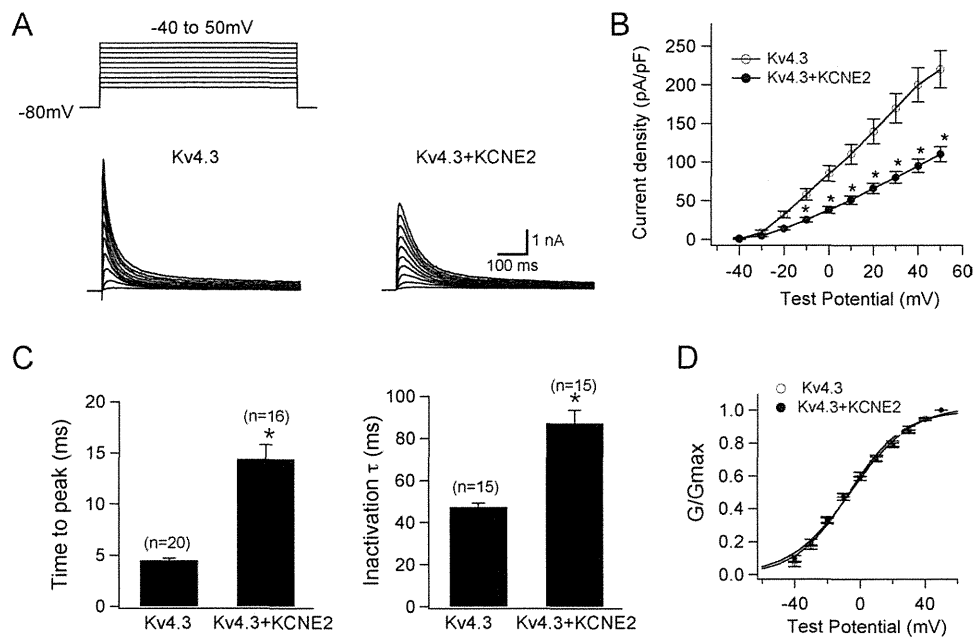 A
-40 to 50mV
-80mV
Kv4.3
Kv4.3+KCNE2
1 nA
100 ms
B
Kv4.3
Kv4.3+KCNE2
Current density (pA/pF)
250
200
150
100
50
0
* * * * * * *
-40 -20 0 20 40 60
Test Potential (mV)
C
Time to peak (ms)
20
15
10
5
0
(n=20)
(n=16)
*
Kv4.3 Kv4.3+KCNE2
Inactivation τ (ms)
100
80
60
40
20
0
(n=15)
(n=15)
*
Kv4.3 Kv4.3+KCNE2
D
Kv4.3
Kv4.3+KCNE2
G/Gmax
1.0
0.8
0.6
0.4
0.2
0.0
-40 0 40
Test Potential (mV)